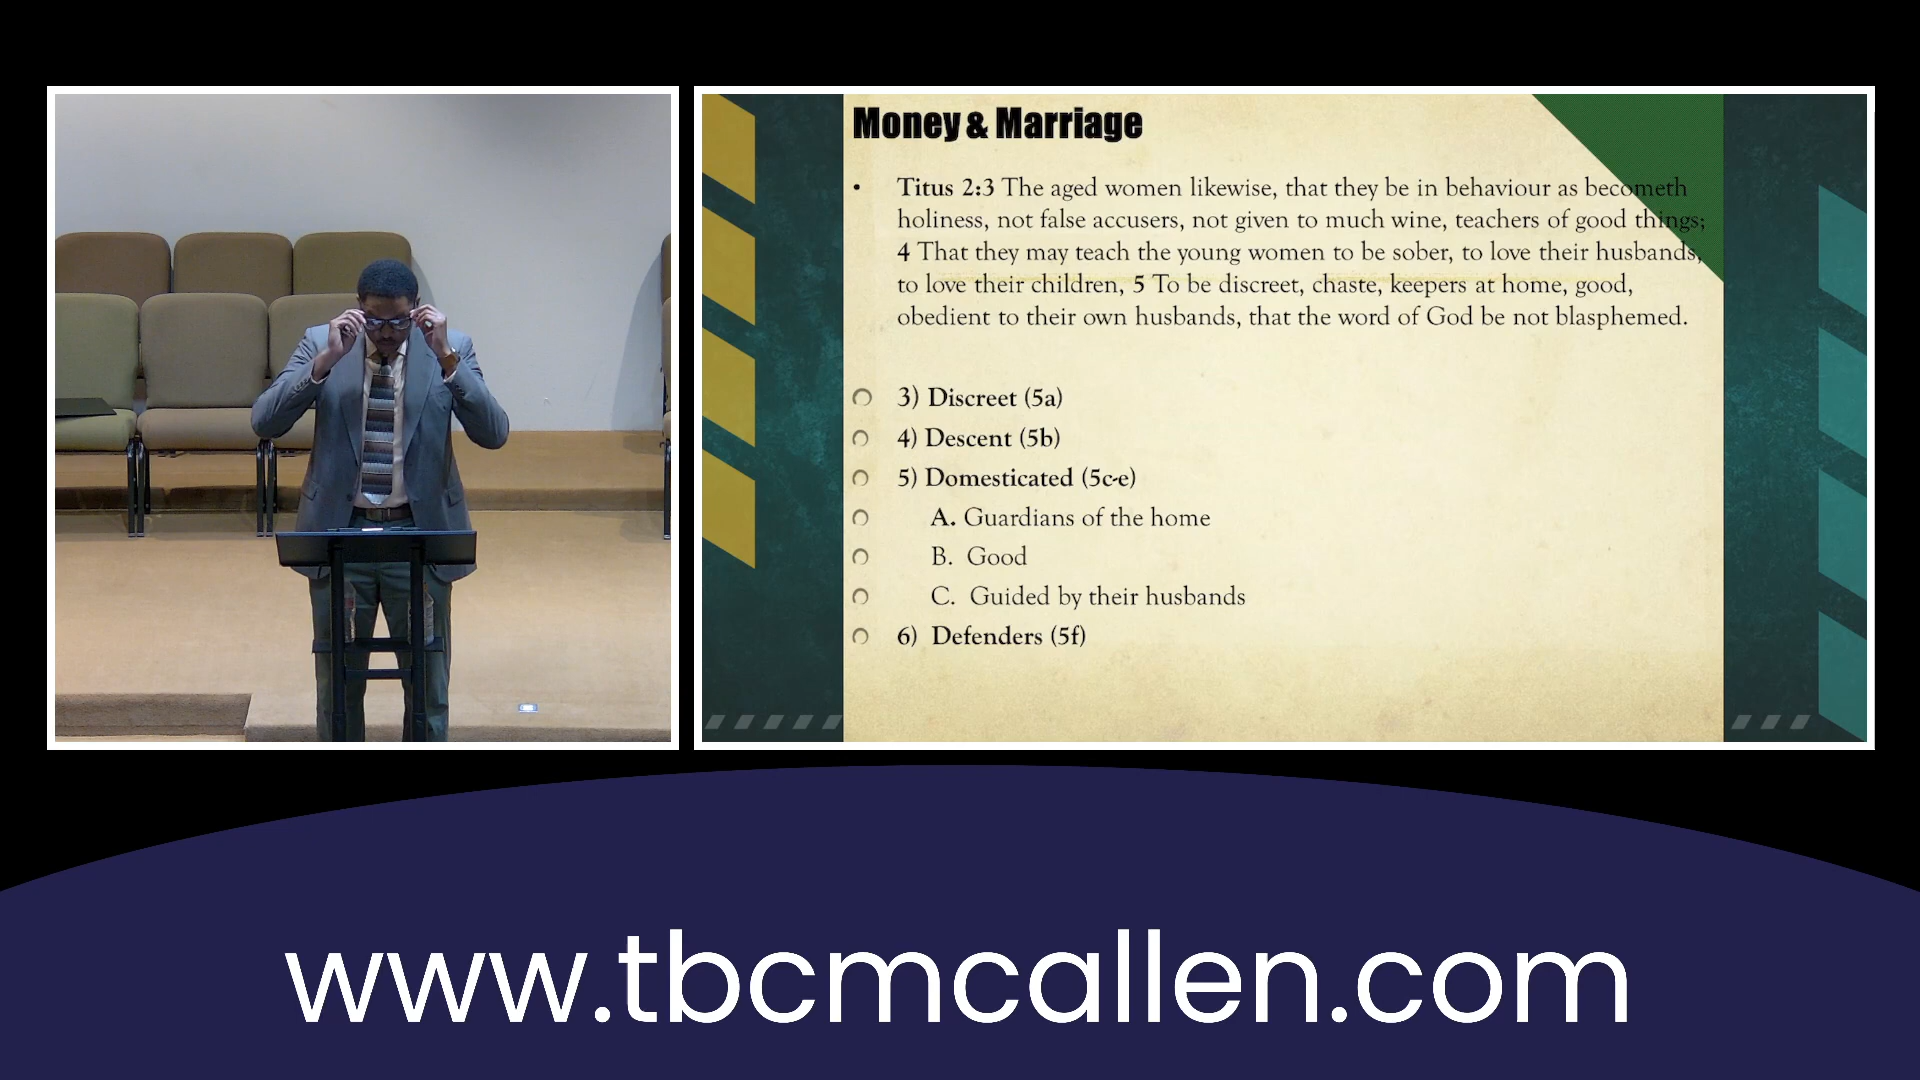 Money & Marriage
• Titus 2:3 The aged women likewise, that they be in behaviour as becometh
holiness, not false accusers, not given to much wine, teachers of good things;
4 That they may teach the young women to be sober, to love their husbands,
to love their children, 5 To be discreet, chaste, keepers at home, good,
obedient to their own husbands, that the word of God be not blasphemed.
3) Discreet (5a)
4) Descent (5b)
5) Domesticated (5c-e)
A. Guardians of the home
B. Good
C. Guided by their husbands
6) Defenders (5f)
www.tbcmcallen.com